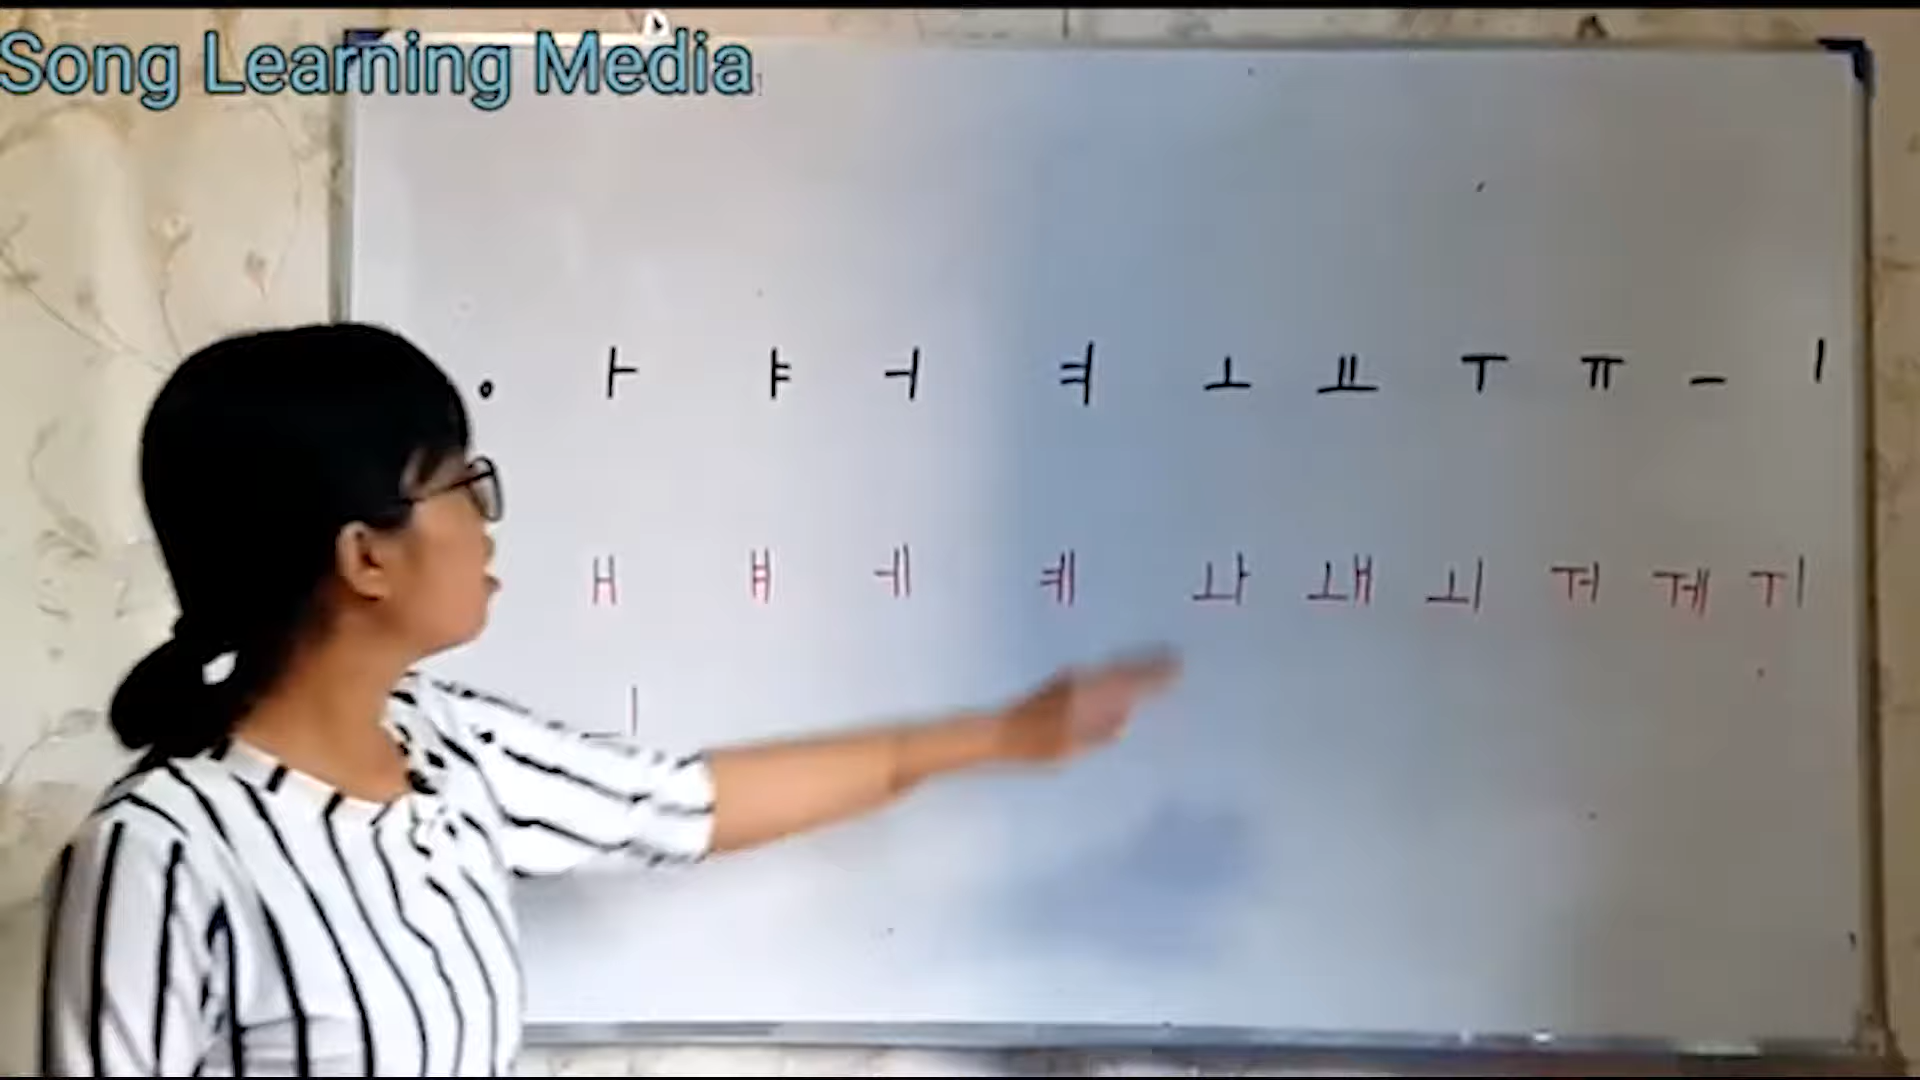 Song Learning Media
• ㅏ ㅑ ㅓ ㅕ ㅗ ㅛ ㅜ ㅠ ㅡ ㅣ
ㅐ ㅒ ㅔ ㅖ ㅘ ㅙ ㅚ ㅝ ㅞ ㅟ
ㅢ